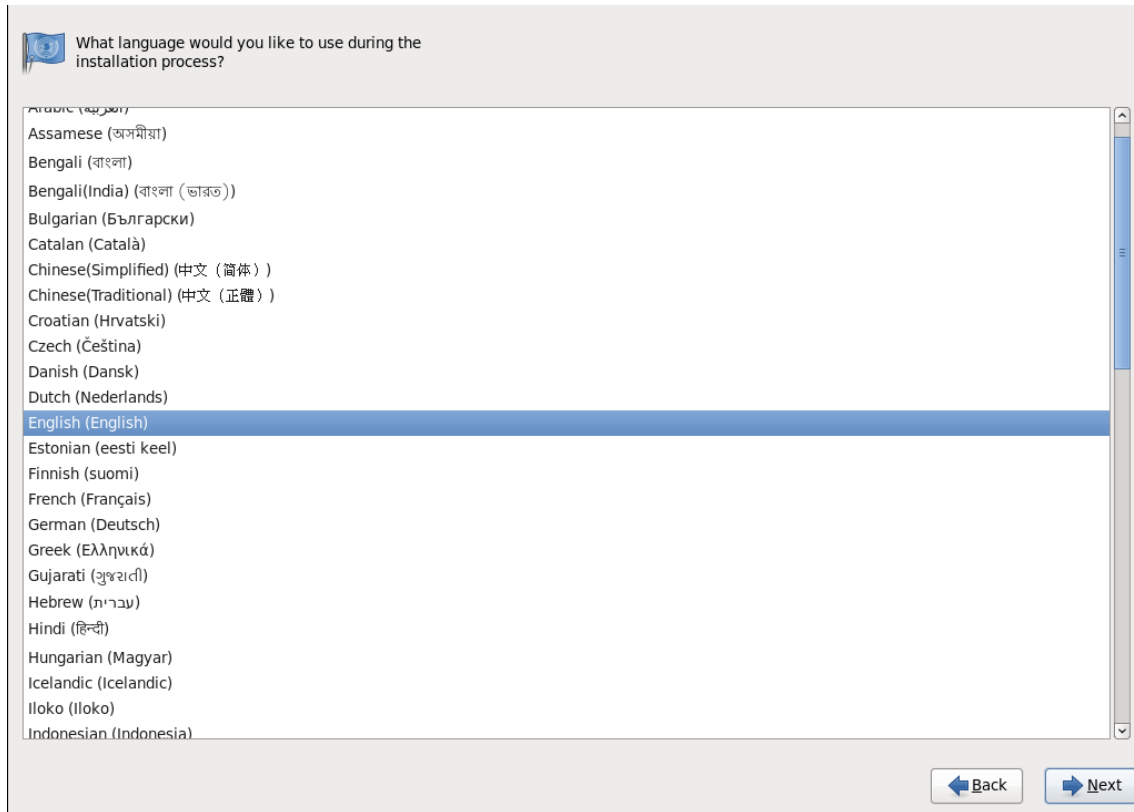 What language would you like to use during the
installation process?
Arabic (العربية)
Assamese (অসমীয়া)
Bengali (বাংলা)
Bengali(India) (বাংলা (ভারত))
Bulgarian (Български)
Catalan (Català)
Chinese(Simplified) (中文（简体）)
Chinese(Traditional) (中文（正體）)
Croatian (Hrvatski)
Czech (Čeština)
Danish (Dansk)
Dutch (Nederlands)
English (English)
Estonian (eesti keel)
Finnish (suomi)
French (Français)
German (Deutsch)
Greek (Ελληνικά)
Gujarati (ગુજરાતી)
Hebrew (עברית)
Hindi (हिन्दी)
Hungarian (Magyar)
Icelandic (Icelandic)
Iloko (Iloko)
Indonesian (Indonesia)
Back
Next